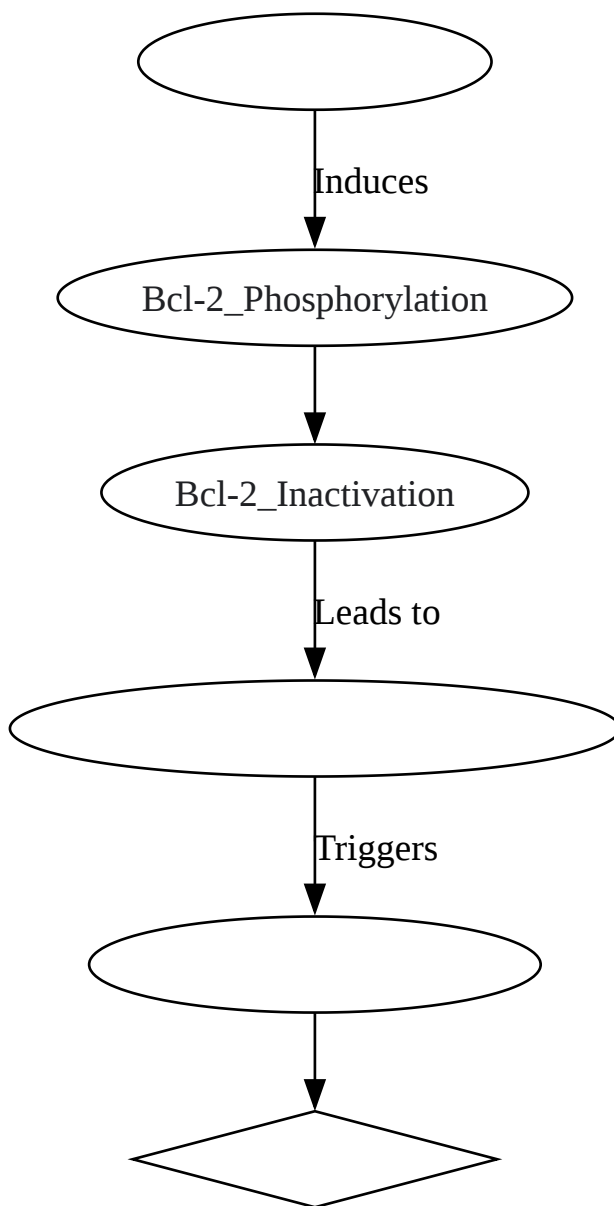 Induces
Bcl-2_Phosphorylation
Bcl-2_Inactivation
Leads to
Triggers